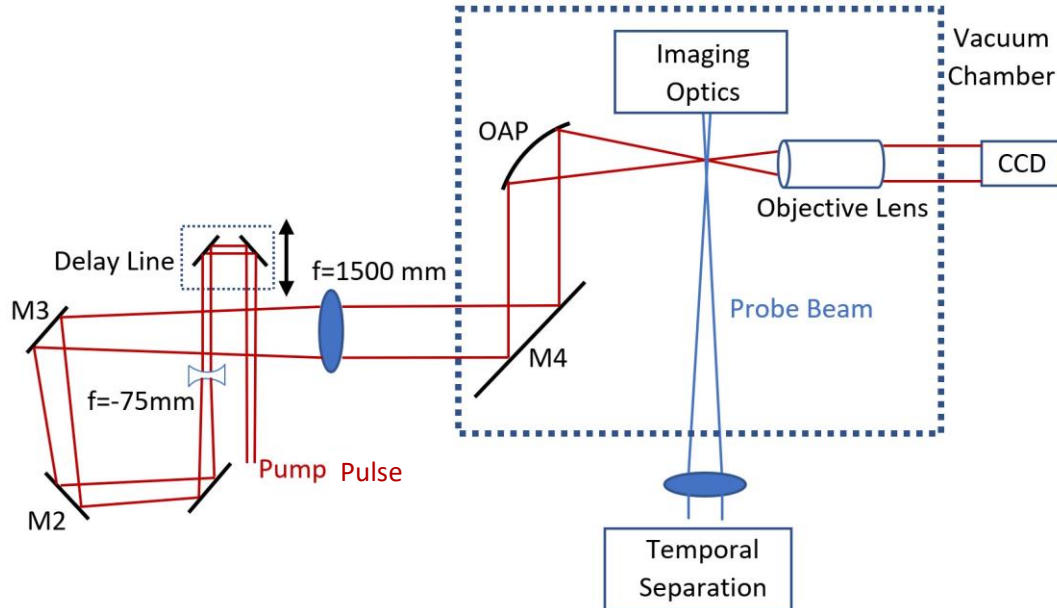 Imaging
Optics
Vacuum
Chamber
OAP
CCD
Objective Lens
Delay Line
f=1500 mm
M3
Probe Beam
M4
f=-75mm
Pump Pulse
M2
Temporal
Separation